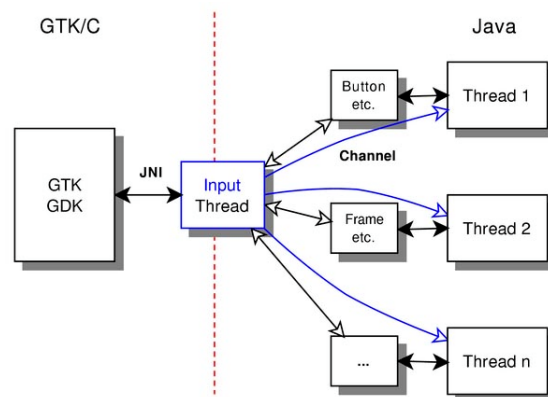 GTK/C
Java
Button
etc.
Thread 1
JNI
Channel
GTK
GDK
Input
Thread
Frame
etc.
Thread 2
...
Thread n